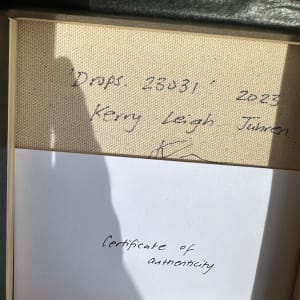 'Drops. 23031' 2023
Kerry Leigh Juhren
Certificate of
authenticity